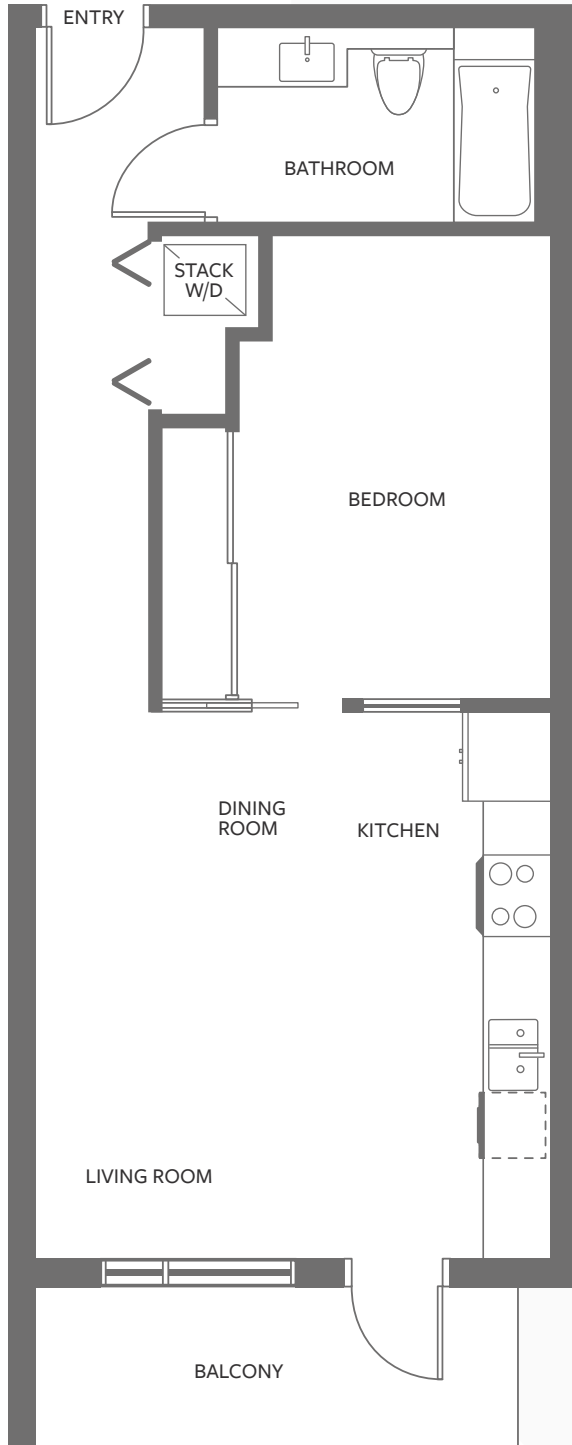 ENTRY
BATHROOM
STACK
W/D
BEDROOM
DINING
ROOM
KITCHEN
LIVING ROOM
BALCONY